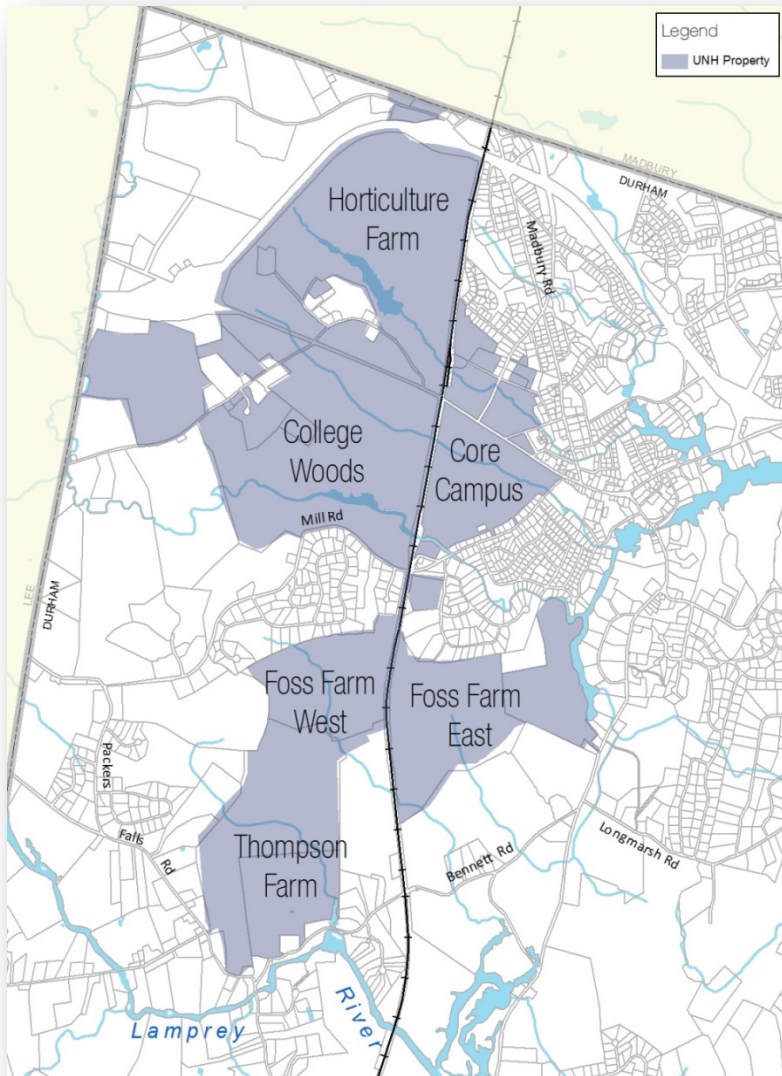 Legend
UNH Property
MADBURY
DURHAM
Horticulture
Farm
Madbury Rd
College
Woods
Core
Campus
Mill Rd
LEE
DURHAM
Foss Farm
West
Foss Farm
East
Packers
Falls
Rd
Thompson
Farm
Bennett Rd
Longmarsh Rd
Lamprey
River